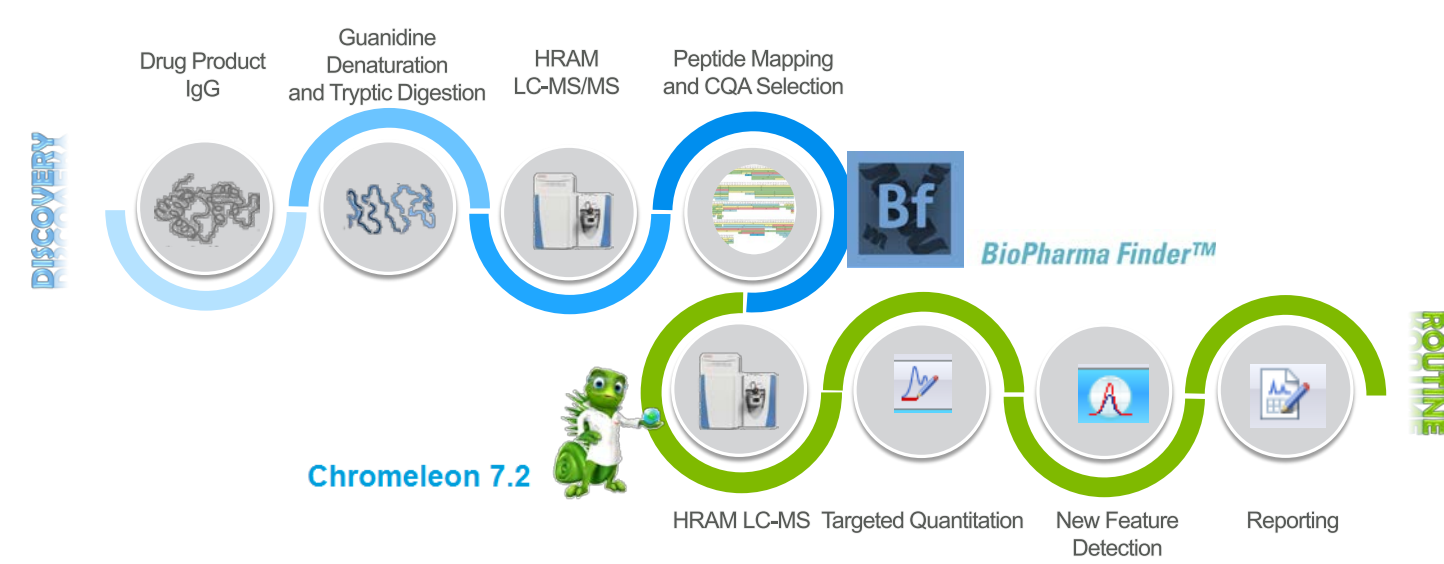 DISCOVERY
Drug Product
IgG
Guanidine
Denaturation
and Tryptic Digestion
HRAM
LC-MS/MS
Peptide Mapping
and CQA Selection
Bf
BioPharma Finder™
Chromeleon 7.2
HRAM LC-MS
Targeted Quantitation
New Feature
Detection
Reporting
ROUTINE